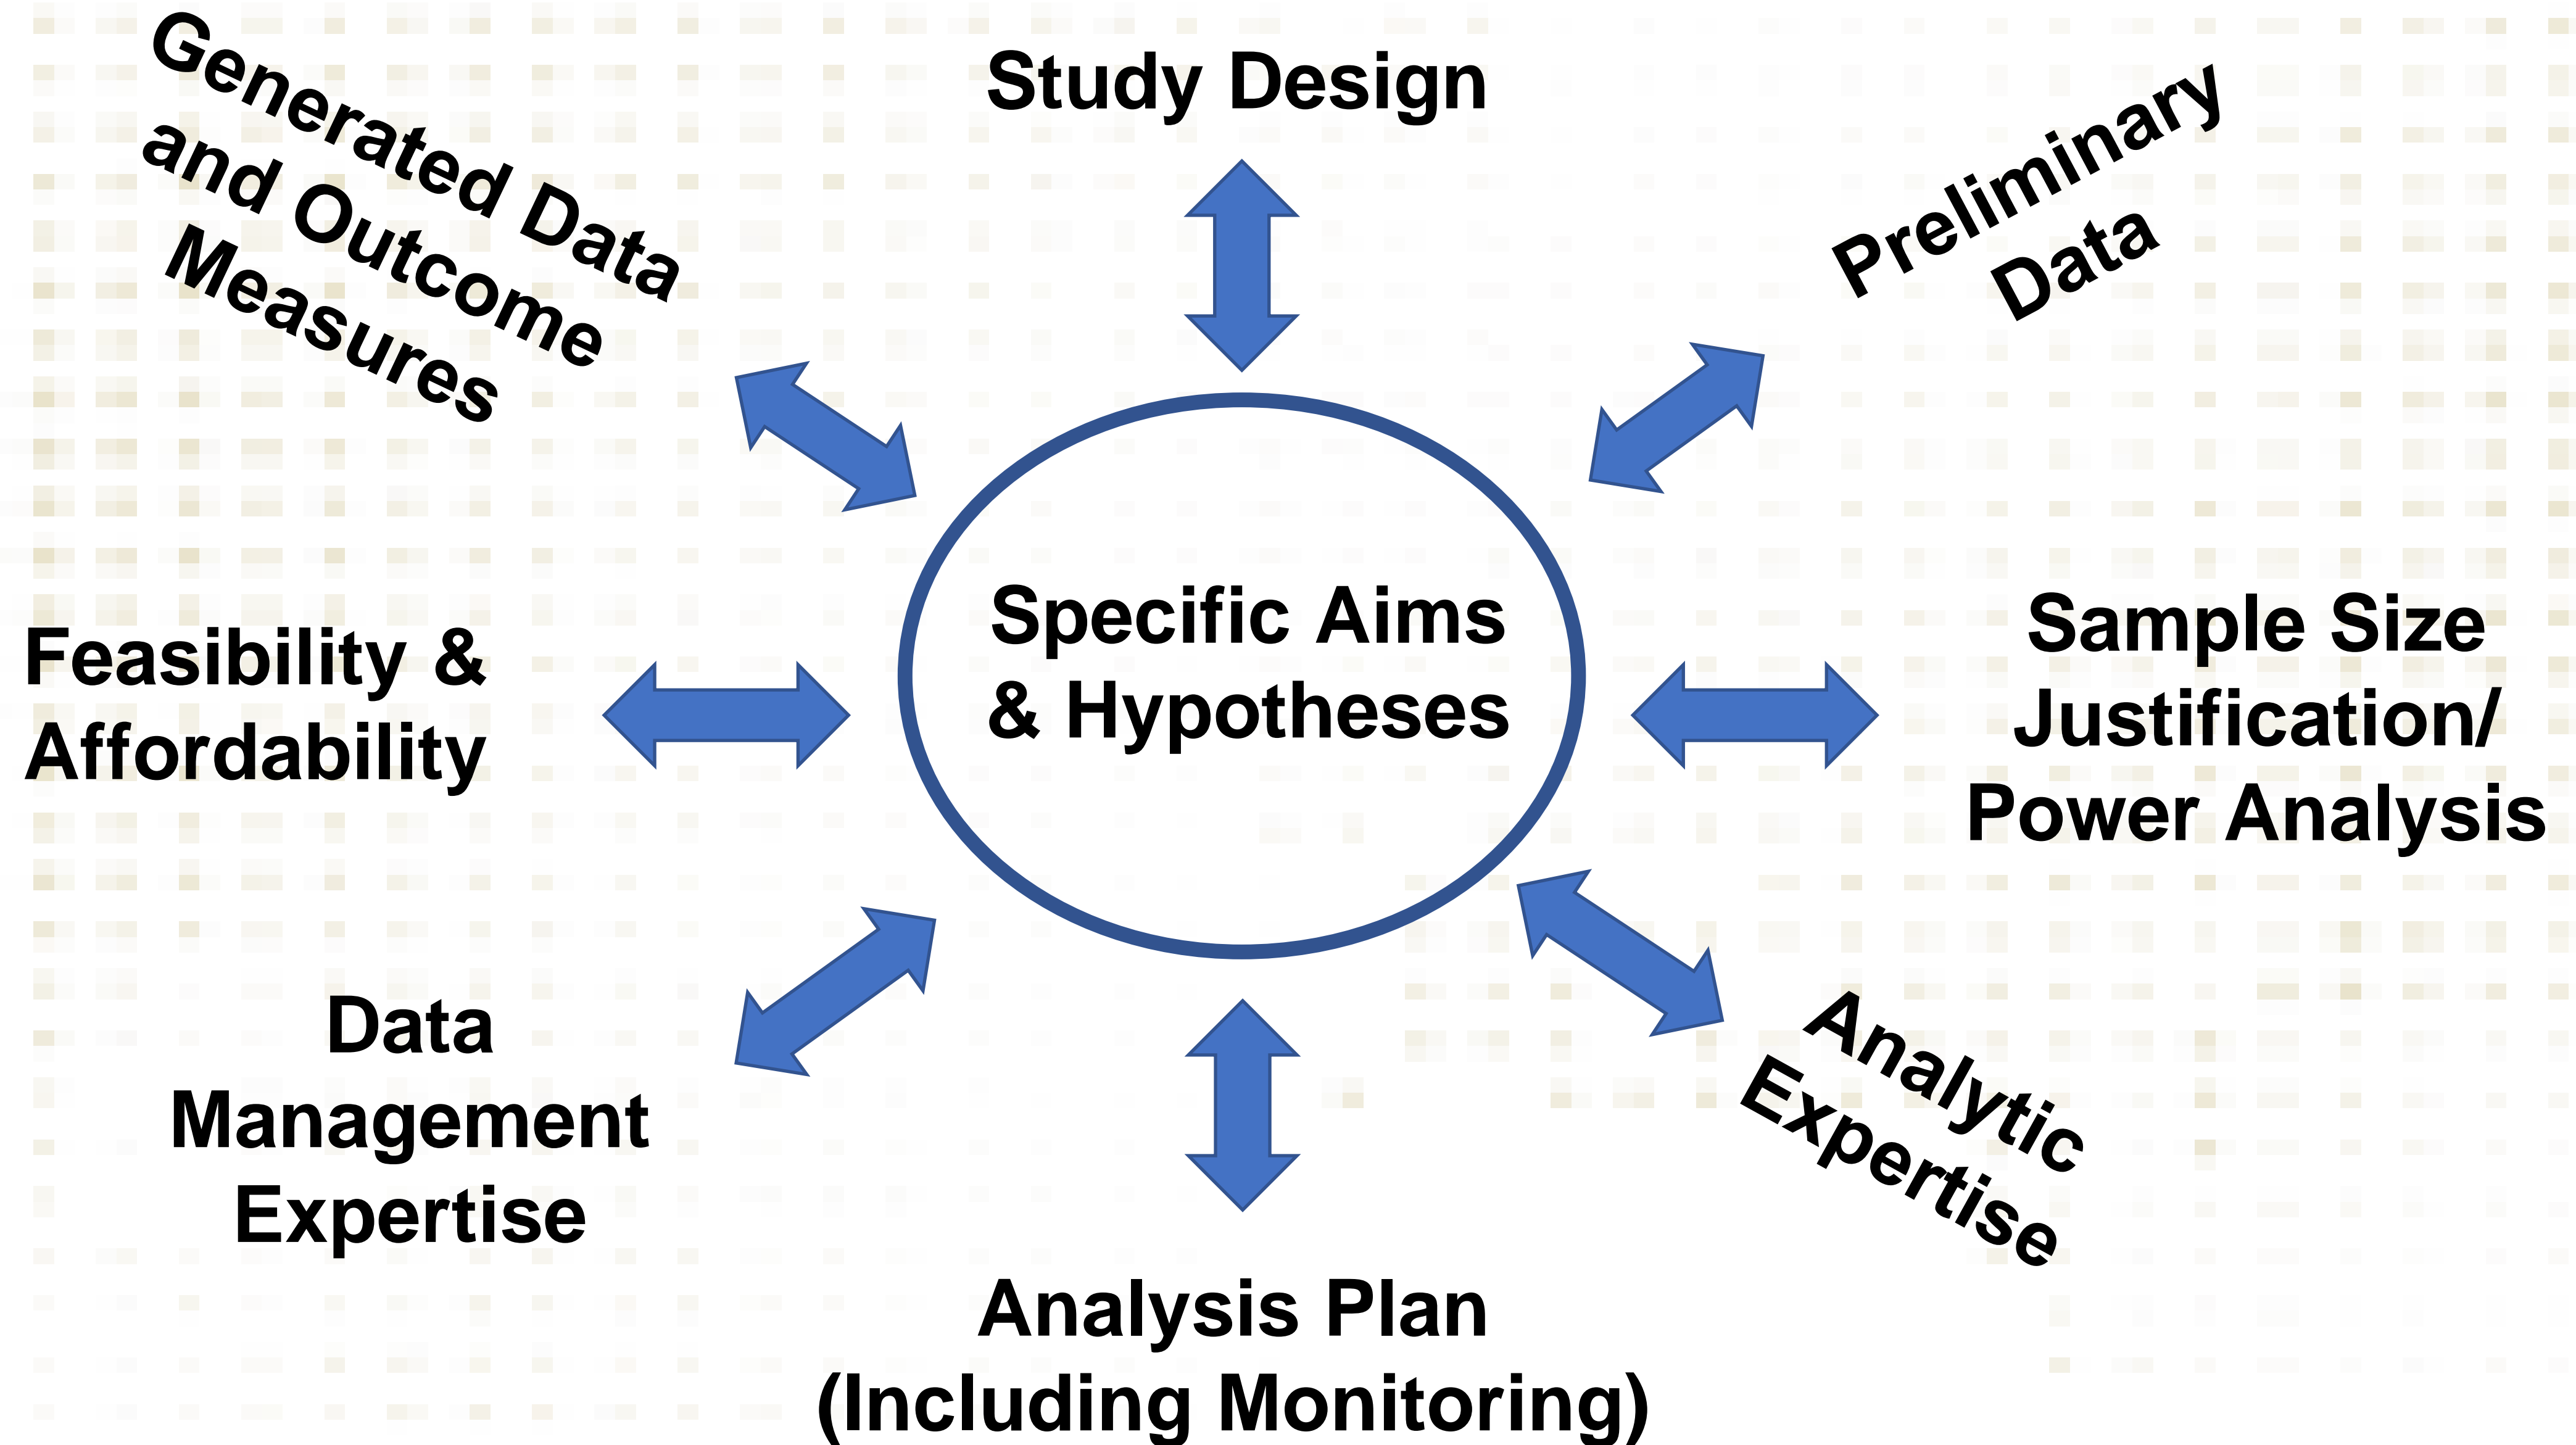 Generated Data
and Outcome
Measures
Study Design
Preliminary
Data
Specific Aims
& Hypotheses
Feasibility &
Affordability
Sample Size
Justification/
Power Analysis
Data
Management
Expertise
Analytic
Expertise
Analysis Plan
(Including Monitoring)